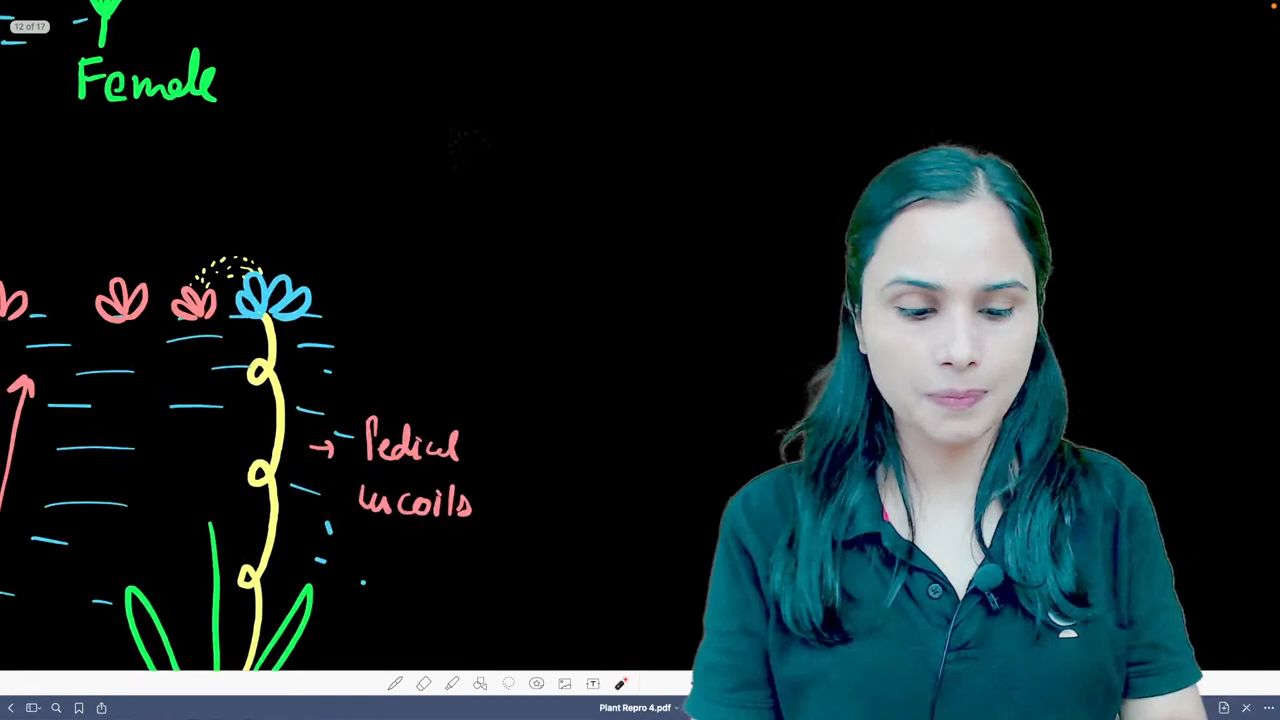 12 of 17
Female
→ Pedicel
uncoils
Plant Repro 4.pdf